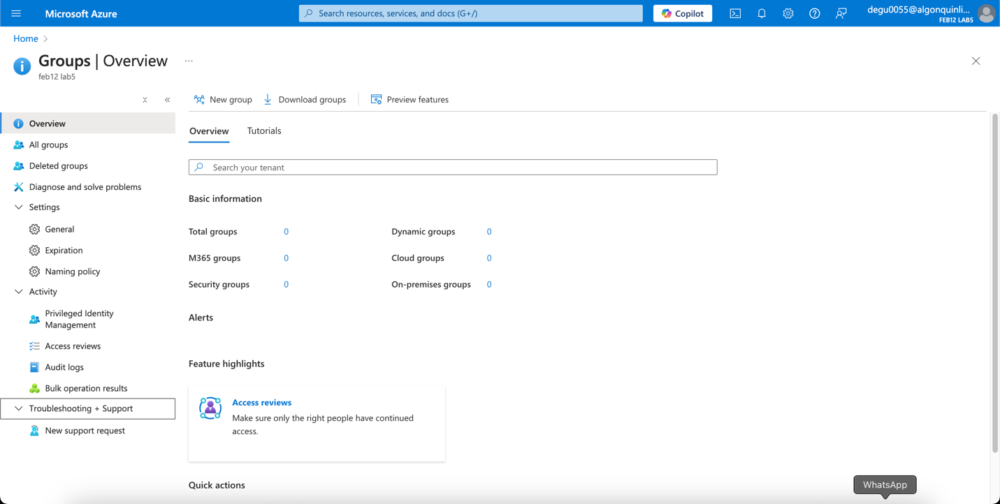 Microsoft Azure
Search resources, services, and docs (G+/)
Copilot
degu0055@algonquinli...
FEB12 LAB5
Home
Groups | Overview
...
feb12 lab5
New group
Download groups
Preview features
Overview
All groups
Deleted groups
Diagnose and solve problems
Settings
General
Expiration
Naming policy
Activity
Privileged Identity
Management
Access reviews
Audit logs
Bulk operation results
Troubleshooting + Support
New support request
Overview
Tutorials
Search your tenant
Basic information
Total groups 0 Dynamic groups 0
M365 groups 0 Cloud groups 0
Security groups 0 On-premises groups 0
Alerts
Feature highlights
Access reviews
Make sure only the right people have continued
access.
Quick actions
WhatsApp